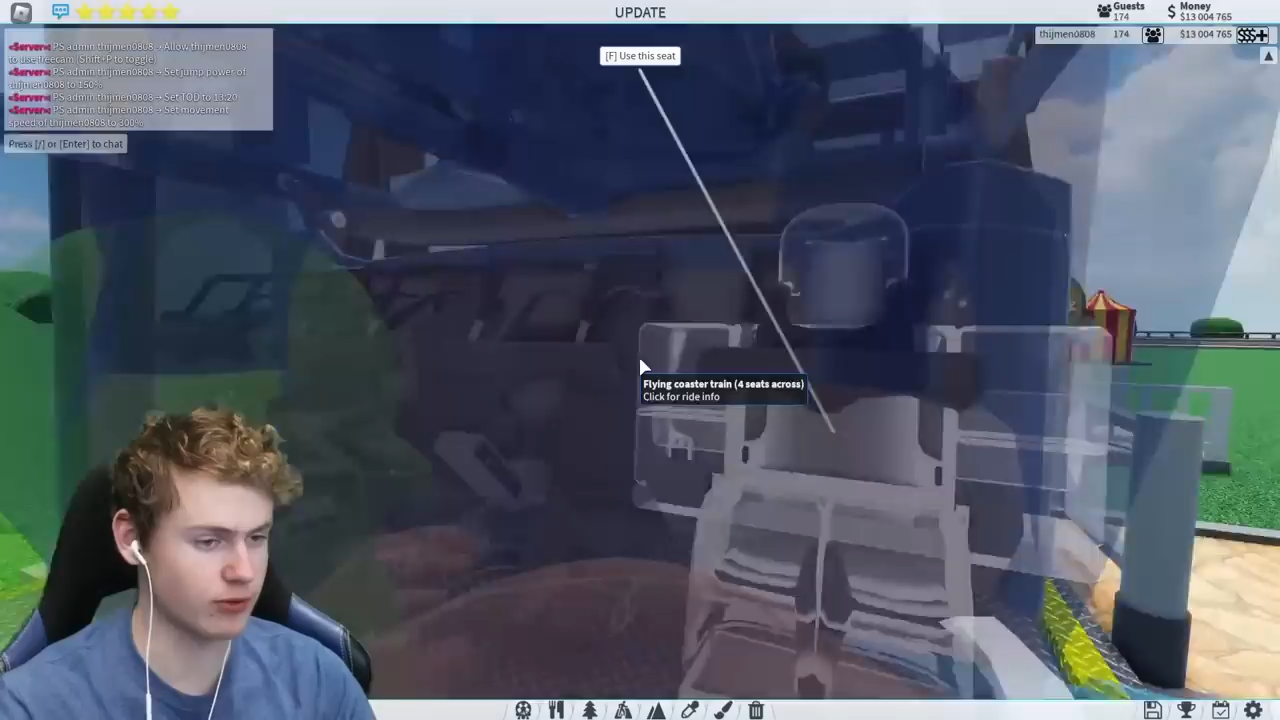 UPDATE
Guests
174
Money
$13 004 765
thijmen0808 174 $13 004 765
<Server>: PS admin thijmen0808→ Allow thijmen0808
to use freecam (Shift+P to toggle)
<Server>: PS admin thijmen0808→ Set jump power of
thijmen0808 to 150%
<Server>: PS admin thijmen0808→ Set TOD to 13:20
<Server>: PS admin thijmen0808→ Set movement
speed of thijmen0808 to 300%
Press [/] or [Enter] to chat
[F] Use this seat
Flying coaster train (4 seats across)
Click for ride info